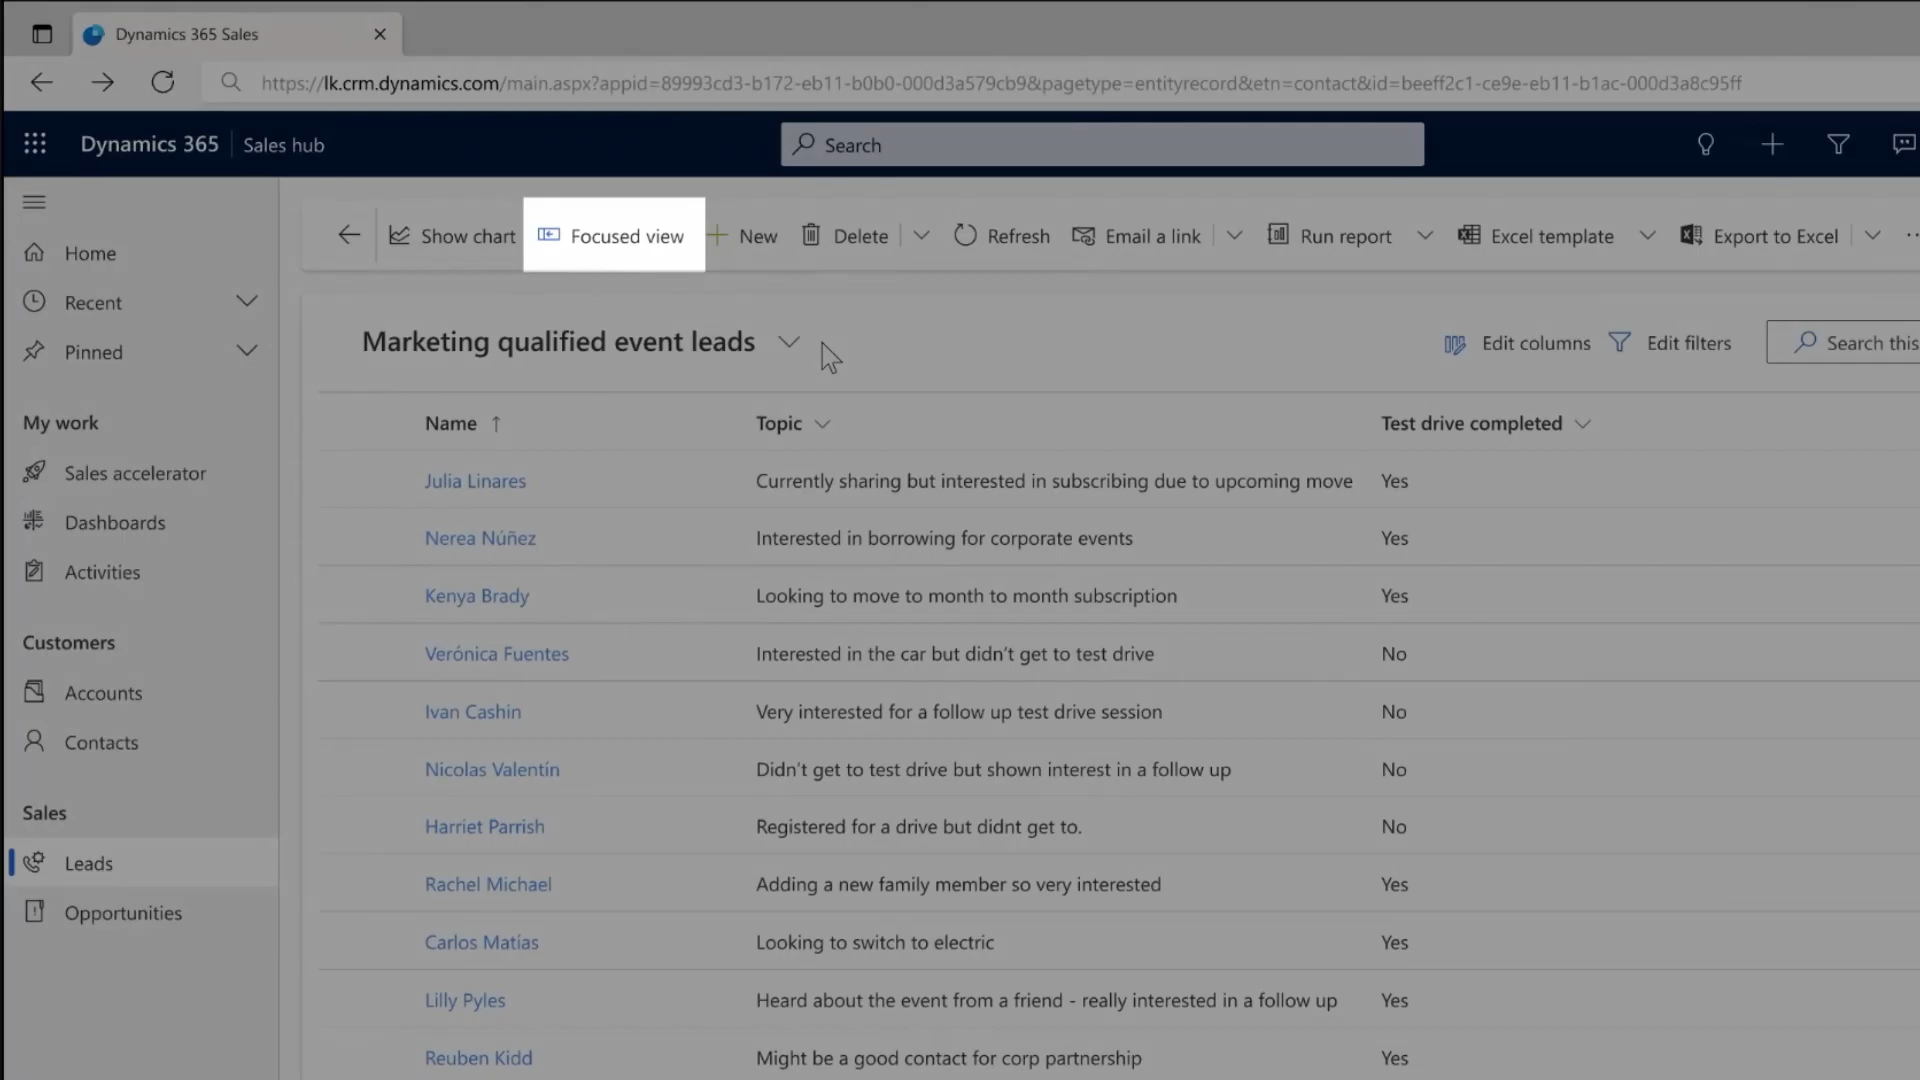 Dynamics 365 Sales
https://lk.crm.dynamics.com/main.aspx?appid=89993cd3-b172-eb11-b0b0-000d3a579cb9&pagetype=entityrecord&etn=contact&id=beeff2c1-ce9e-eb11-b1ac-000d3a8c95ff
Dynamics 365 Sales hub Search
Show chart Focused view New Delete Refresh Email a link Run report Excel template Export to Excel
Home
Recent
Pinned
My work
Sales accelerator
Dashboards
Activities
Customers
Accounts
Contacts
Sales
Leads
Opportunities
Marketing qualified event leads Edit columns Edit filters Search this
Name Topic Test drive completed
Julia Linares Currently sharing but interested in subscribing due to upcoming move Yes
Nerea Núñez Interested in borrowing for corporate events Yes
Kenya Brady Looking to move to month to month subscription Yes
Verónica Fuentes Interested in the car but didn't get to test drive No
Ivan Cashin Very interested for a follow up test drive session No
Nicolas Valentín Didn't get to test drive but shown interest in a follow up No
Harriet Parrish Registered for a drive but didnt get to. No
Rachel Michael Adding a new family member so very interested Yes
Carlos Matías Looking to switch to electric Yes
Lilly Pyles Heard about the event from a friend - really interested in a follow up Yes
Reuben Kidd Might be a good contact for corp partnership Yes